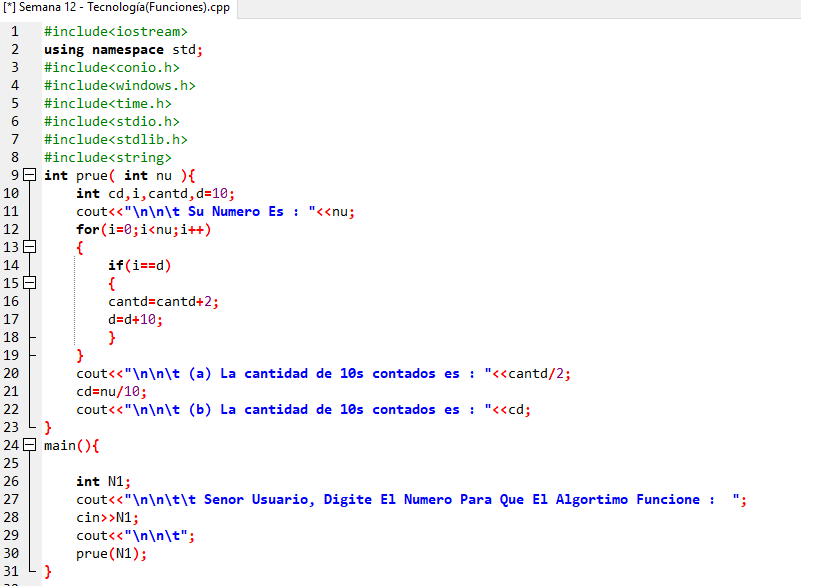 [*] Semana 12 - Tecnología(Funciones).cpp
1 #include<iostream>
2 using namespace std;
3 #include<conio.h>
4 #include<windows.h>
5 #include<time.h>
6 #include<stdio.h>
7 #include<stdlib.h>
8 #include<string>
9 int prue( int nu ){
10 int cd,i,cantd,d=10;
11 cout<<"\n\n\t Su Numero Es : "<<nu;
12 for(i=0;i<nu;i++)
13 {
14 if(i==d)
15 {
16 cantd=cantd+2;
17 d=d+10;
18 }
19 }
20 cout<<"\n\n\t (a) La cantidad de 10s contados es : "<<cantd/2;
21 cd=nu/10;
22 cout<<"\n\n\t (b) La cantidad de 10s contados es : "<<cd;
23 }
24 main(){
25
26 int N1;
27 cout<<"\n\n\t\t Senor Usuario, Digite El Numero Para Que El Algortimo Funcione :  ";
28 cin>>N1;
29 cout<<"\n\n\t";
30 prue(N1);
31 }